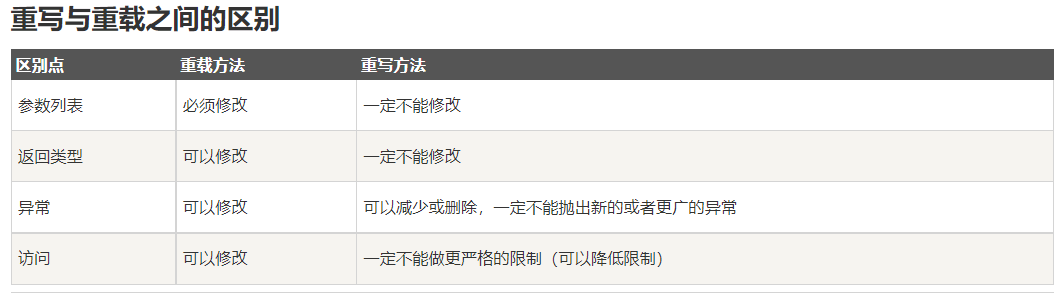 重写与重载之间的区别
区别点 重载方法 重写方法
参数列表 必须修改 一定不能修改
返回类型 可以修改 一定不能修改
异常 可以修改 可以减少或删除，一定不能抛出新的或者更广的异常
访问 可以修改 一定不能做更严格的限制（可以降低限制）